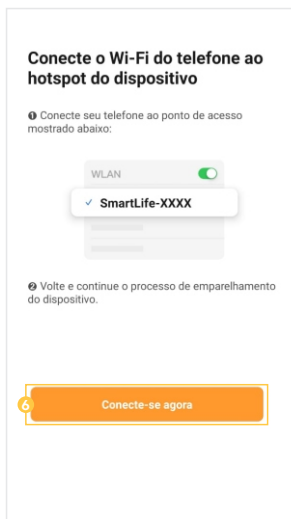 Conecte o Wi-Fi do telefone ao
hotspot do dispositivo
❶ Conecte seu telefone ao ponto de acesso
mostrado abaixo:
WLAN
✓ SmartLife-XXXX
❷ Volte e continue o processo de emparelhamento
do dispositivo.
6
Conecte-se agora